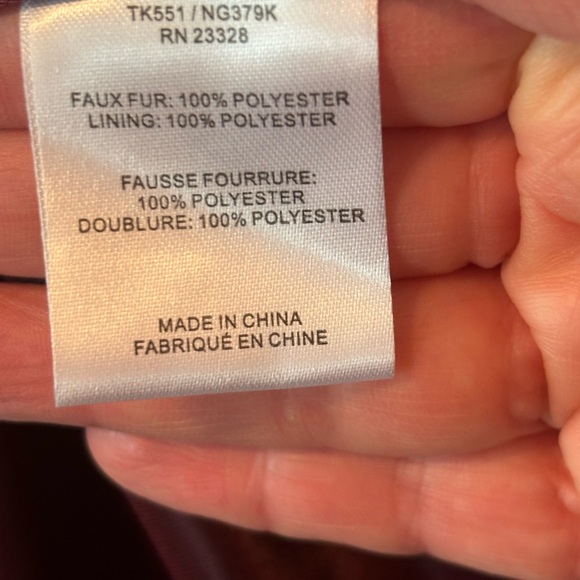 TK551 / NG379K
RN 23328
FAUX FUR: 100% POLYESTER
LINING: 100% POLYESTER
FAUSSE FOURRURE:
100% POLYESTER
DOUBLURE: 100% POLYESTER
MADE IN CHINA
FABRIQUÉ EN CHINE